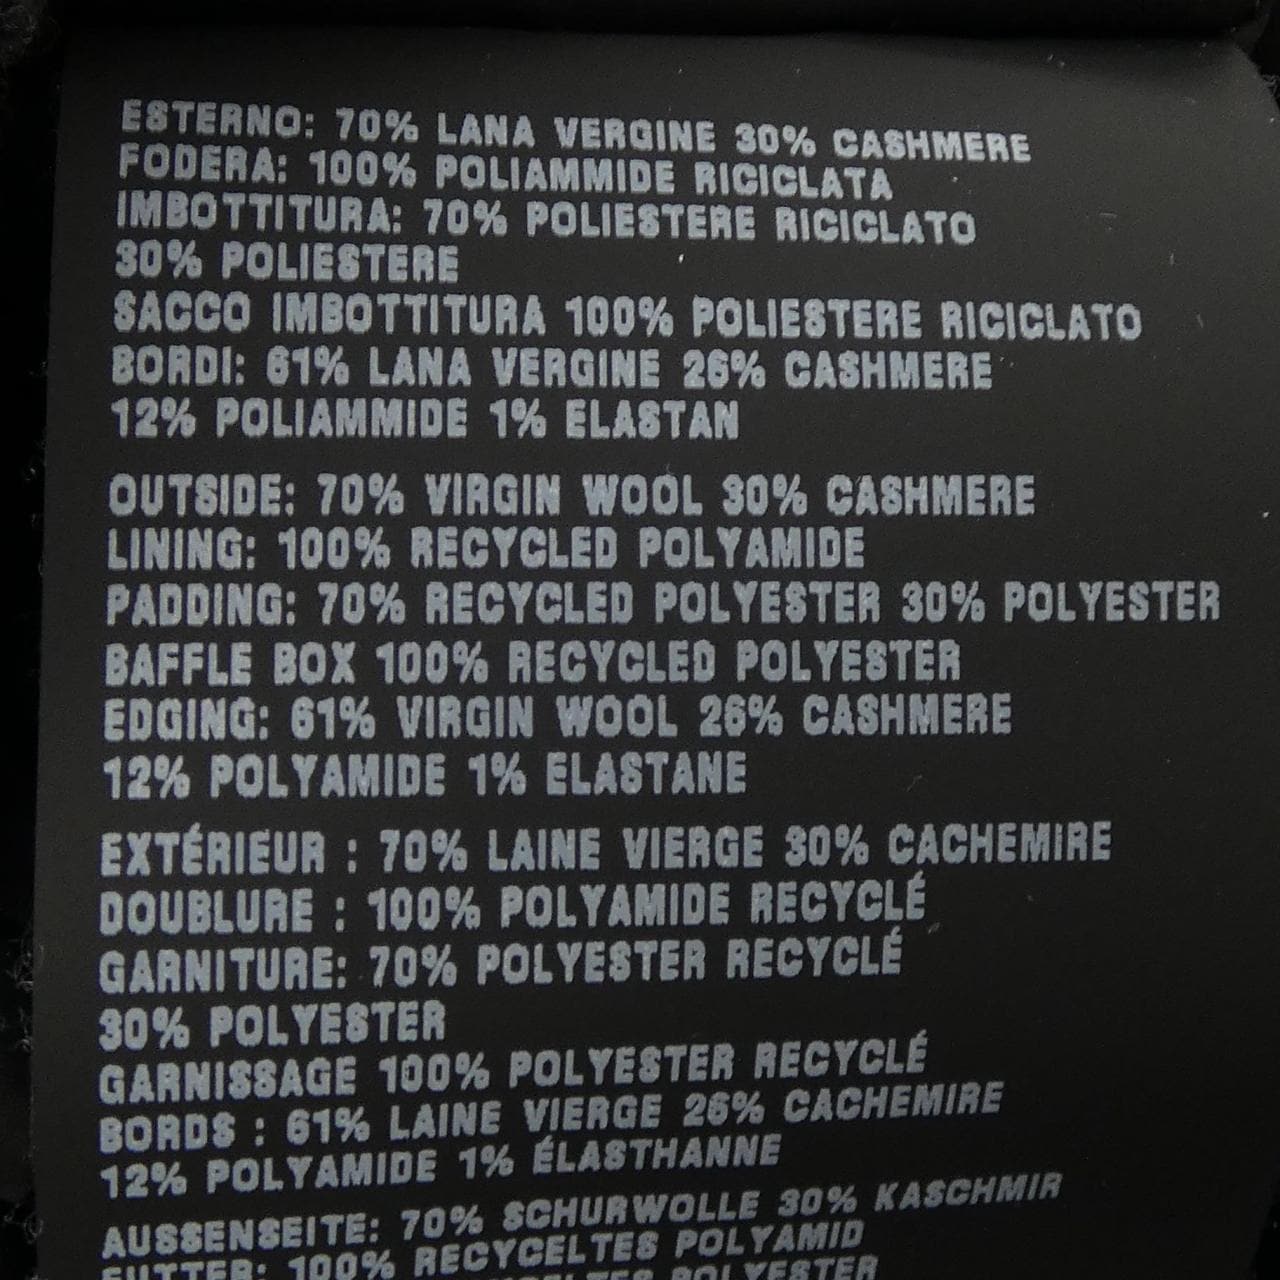 ESTERNO: 70% LANA VERGINE 30% CASHMERE
FODERA: 100% POLIAMMIDE RICICLATA
IMBOTTITURA: 70% POLIESTERE RICICLATO
30% POLIESTERE
SACCO IMBOTTITURA 100% POLIESTERE RICICLATO
BORDI: 61% LANA VERGINE 26% CASHMERE
12% POLIAMMIDE 1% ELASTAN
OUTSIDE: 70% VIRGIN WOOL 30% CASHMERE
LINING: 100% RECYCLED POLYAMIDE
PADDING: 70% RECYCLED POLYESTER 30% POLYESTER
BAFFLE BOX 100% RECYCLED POLYESTER
EDGING: 61% VIRGIN WOOL 26% CASHMERE
12% POLYAMIDE 1% ELASTANE
EXTÉRIEUR : 70% LAINE VIERGE 30% CACHEMIRE
DOUBLURE : 100% POLYAMIDE RECYCLÉ
GARNITURE: 70% POLYESTER RECYCLÉ
30% POLYESTER
GARNISSAGE 100% POLYESTER RECYCLÉ
BORDS : 61% LAINE VIERGE 26% CACHEMIRE
12% POLYAMIDE 1% ÉLASTHANNE
AUSSENSEITE: 70% SCHURWOLLE 30% KASCHMIR
FUTTER: 100% RECYCELTES POLYAMID
POLYESTER